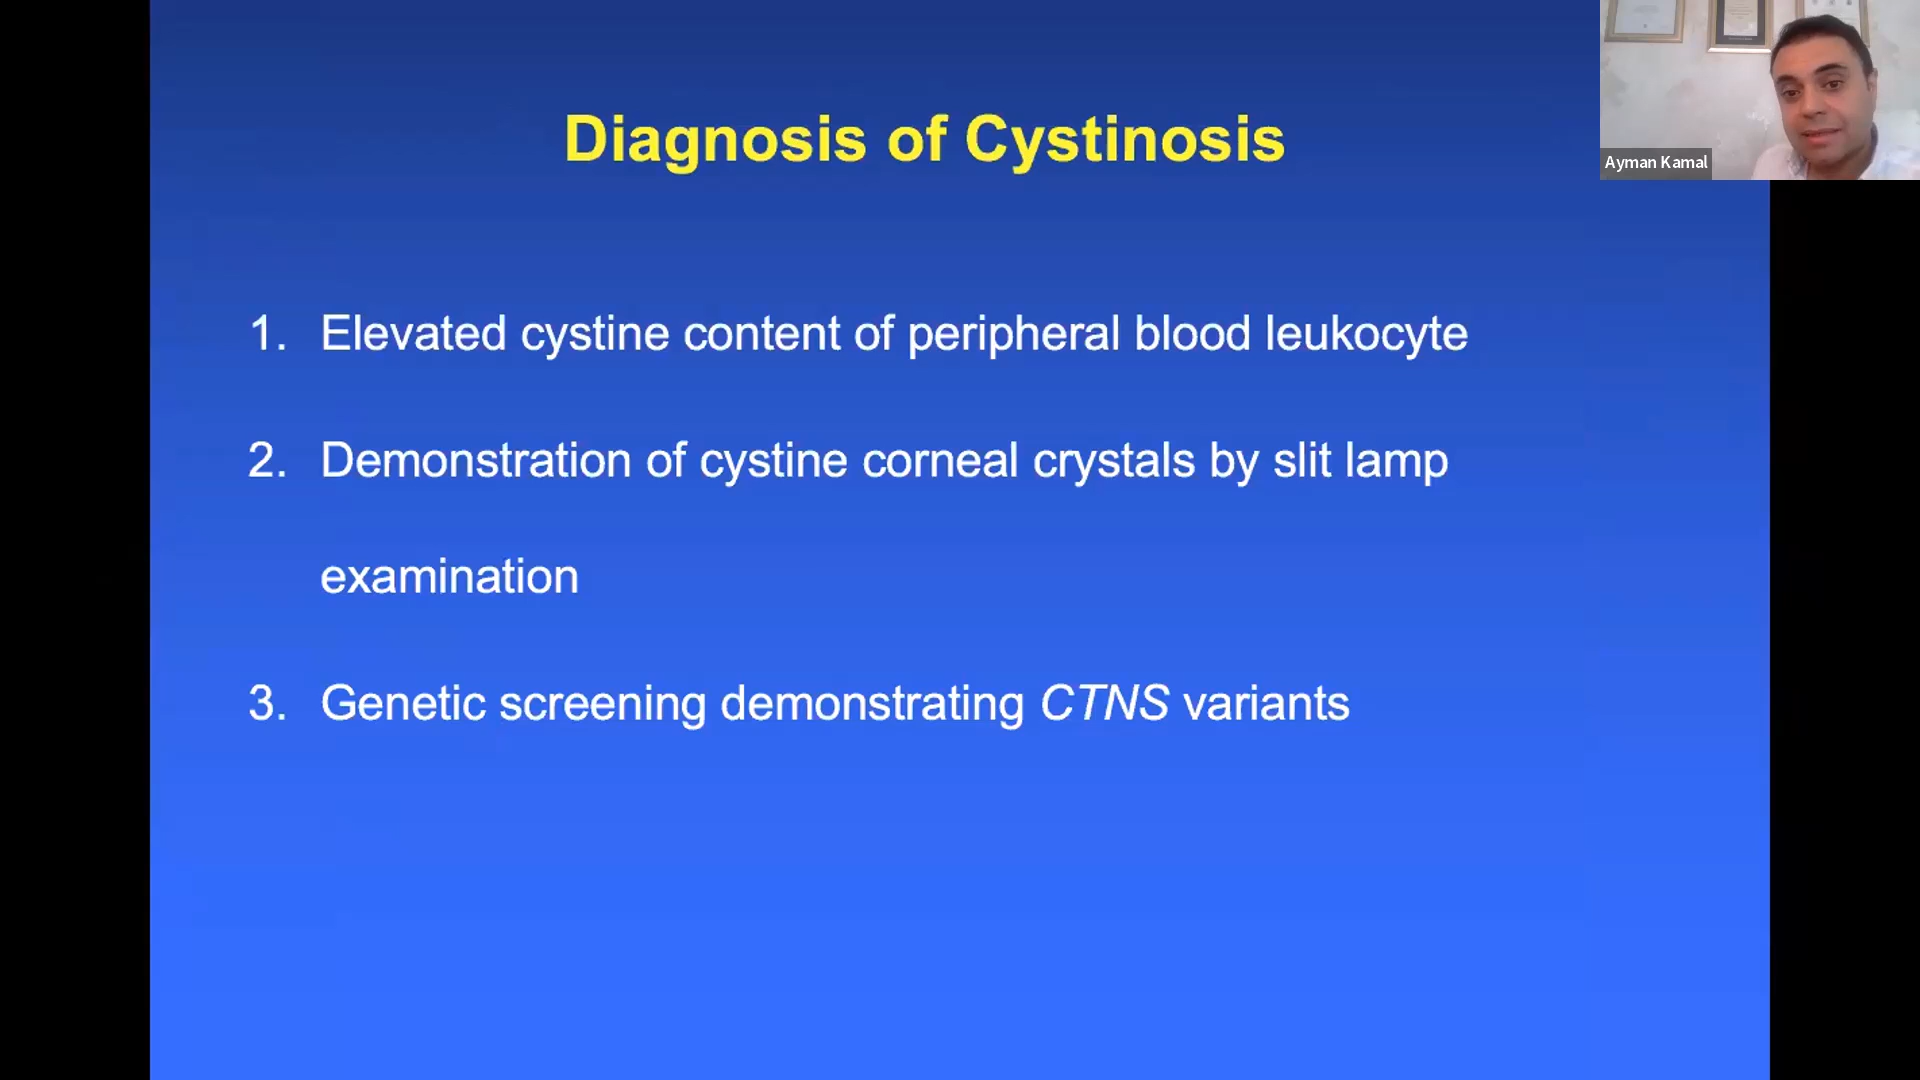 Diagnosis of Cystinosis
Ayman Kamal
1. Elevated cystine content of peripheral blood leukocyte
2. Demonstration of cystine corneal crystals by slit lamp
examination
3. Genetic screening demonstrating CTNS variants